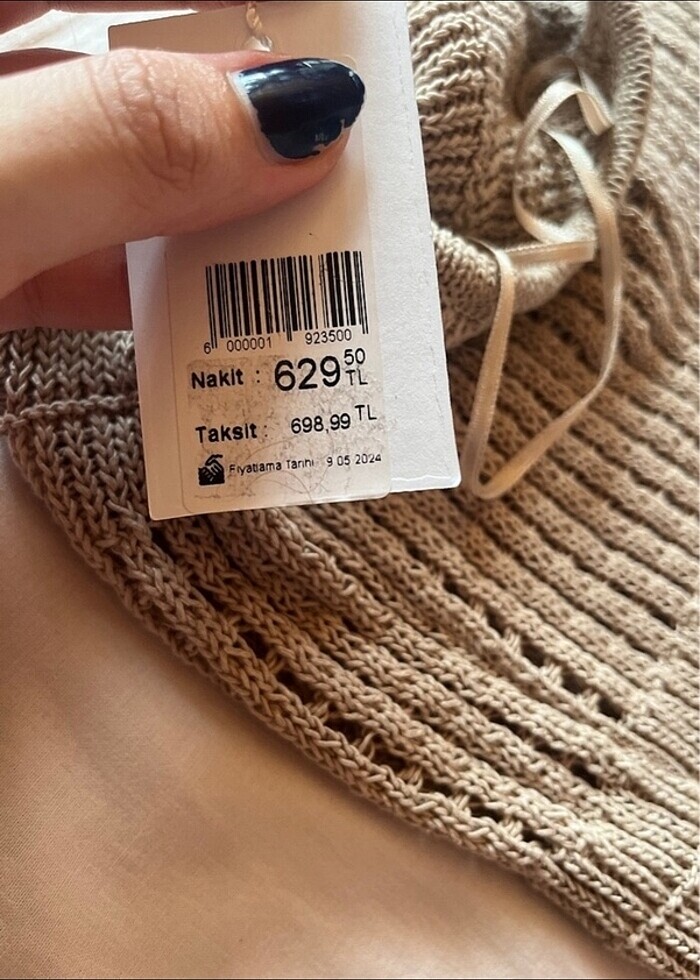 6 000001 923500
Nakit : 629 50 TL
Taksit : 698,99 TL
Fiyatlama Tarihi 9 05 2024